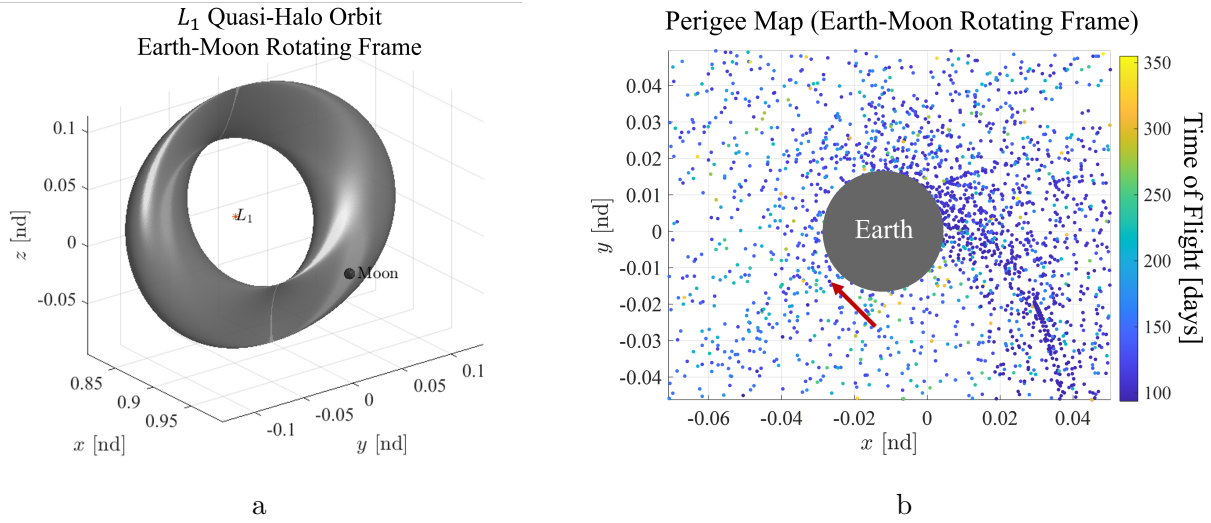 L₁ Quasi-Halo Orbit
Earth-Moon Rotating Frame
0.1
0.05
0
-0.05
z [nd]
L₁
Moon
0.85
0.9
0.95
x [nd]
-0.1
-0.05
0
0.05
0.1
y [nd]
a
Perigee Map (Earth-Moon Rotating Frame)
0.04
0.03
0.02
0.01
0
-0.01
-0.02
-0.03
-0.04
y [nd]
Earth
-0.06
-0.04
-0.02
0
0.02
0.04
x [nd]
350
300
250
200
150
100
Time of Flight [days]
b